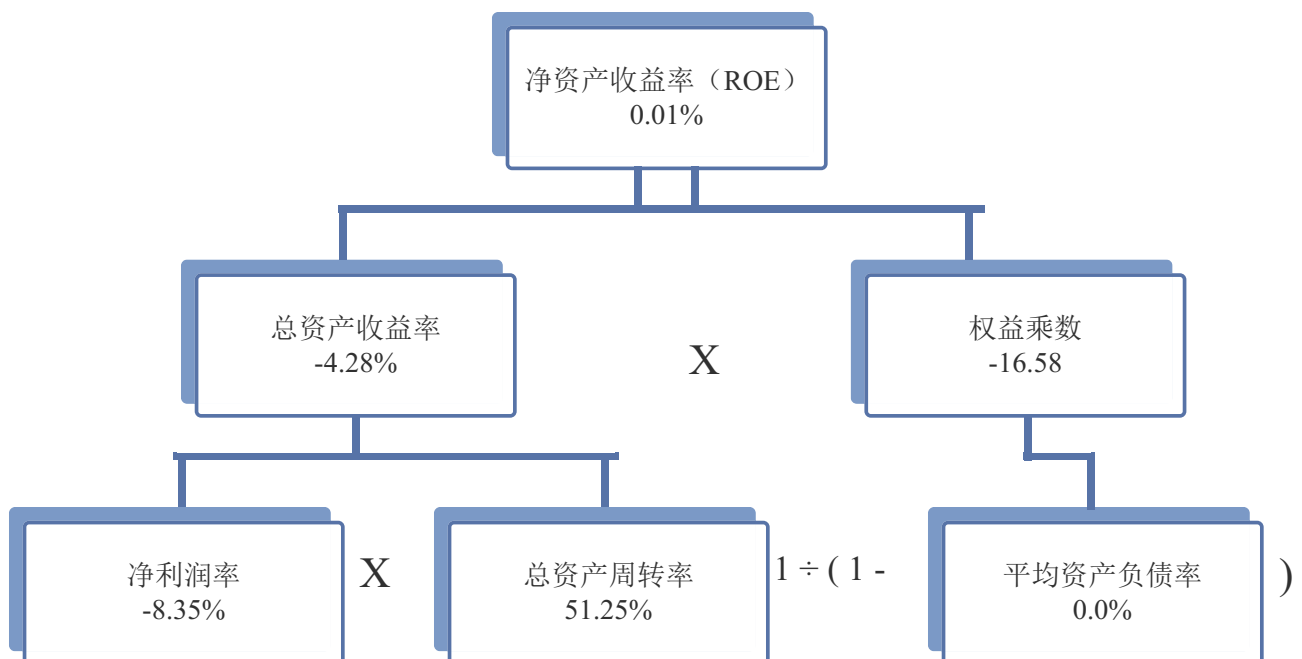 净资产收益率（ROE）
0.01%
总资产收益率
-4.28%
X
权益乘数
-16.58
净利润率
-8.35%
X
总资产周转率
51.25%
1 ÷ ( 1 -
平均资产负债率
0.0%
)